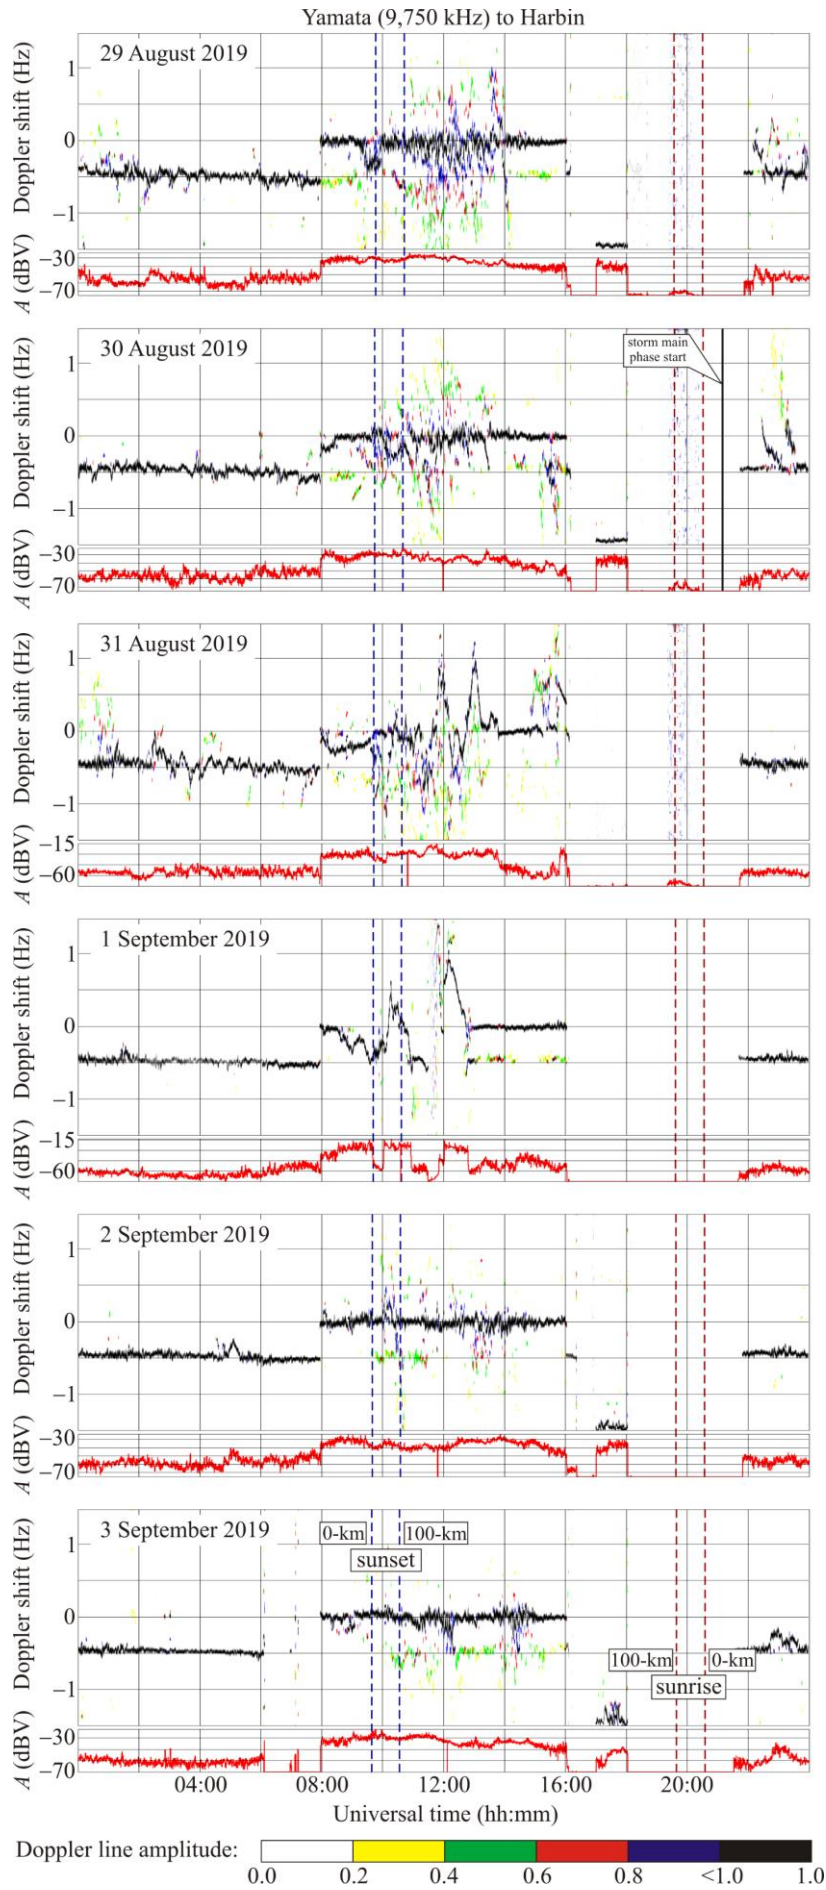 Yamata (9,750 kHz) to Harbin
29 August 2019
Doppler shift (Hz)
1
0
−1
A (dBV)
−30
−70
30 August 2019
storm main
phase start
Doppler shift (Hz)
1
0
−1
A (dBV)
−30
−70
31 August 2019
Doppler shift (Hz)
1
0
−1
A (dBV)
−15
−60
1 September 2019
Doppler shift (Hz)
1
0
−1
A (dBV)
−15
−60
2 September 2019
Doppler shift (Hz)
1
0
−1
A (dBV)
−30
−70
3 September 2019
0-km
100-km
sunset
Doppler shift (Hz)
1
0
−1
100-km
0-km
sunrise
A (dBV)
−30
−70
04:00 08:00 12:00 16:00 20:00
Universal time (hh:mm)
Doppler line amplitude:
0.0 0.2 0.4 0.6 0.8 <1.0 1.0